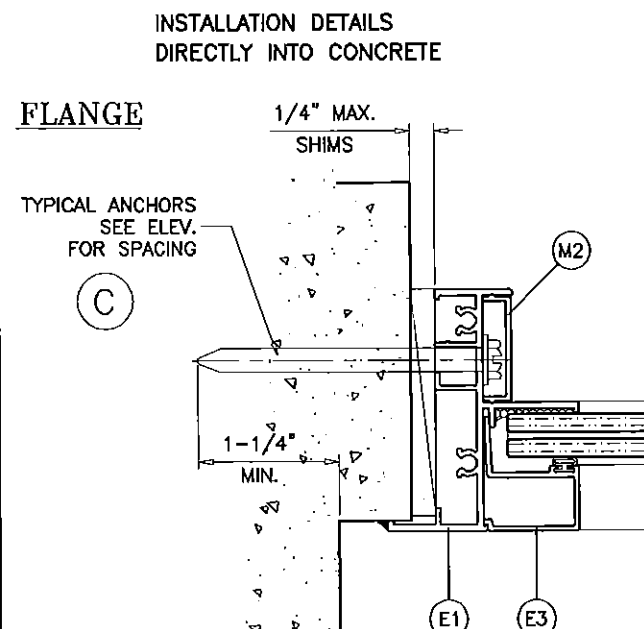 INSTALLATION DETAILS
DIRECTLY INTO CONCRETE
FLANGE
1/4" MAX.
SHIMS
TYPICAL ANCHORS
SEE ELEV.
FOR SPACING
C
M2
1-1/4"
MIN.
E1
E3